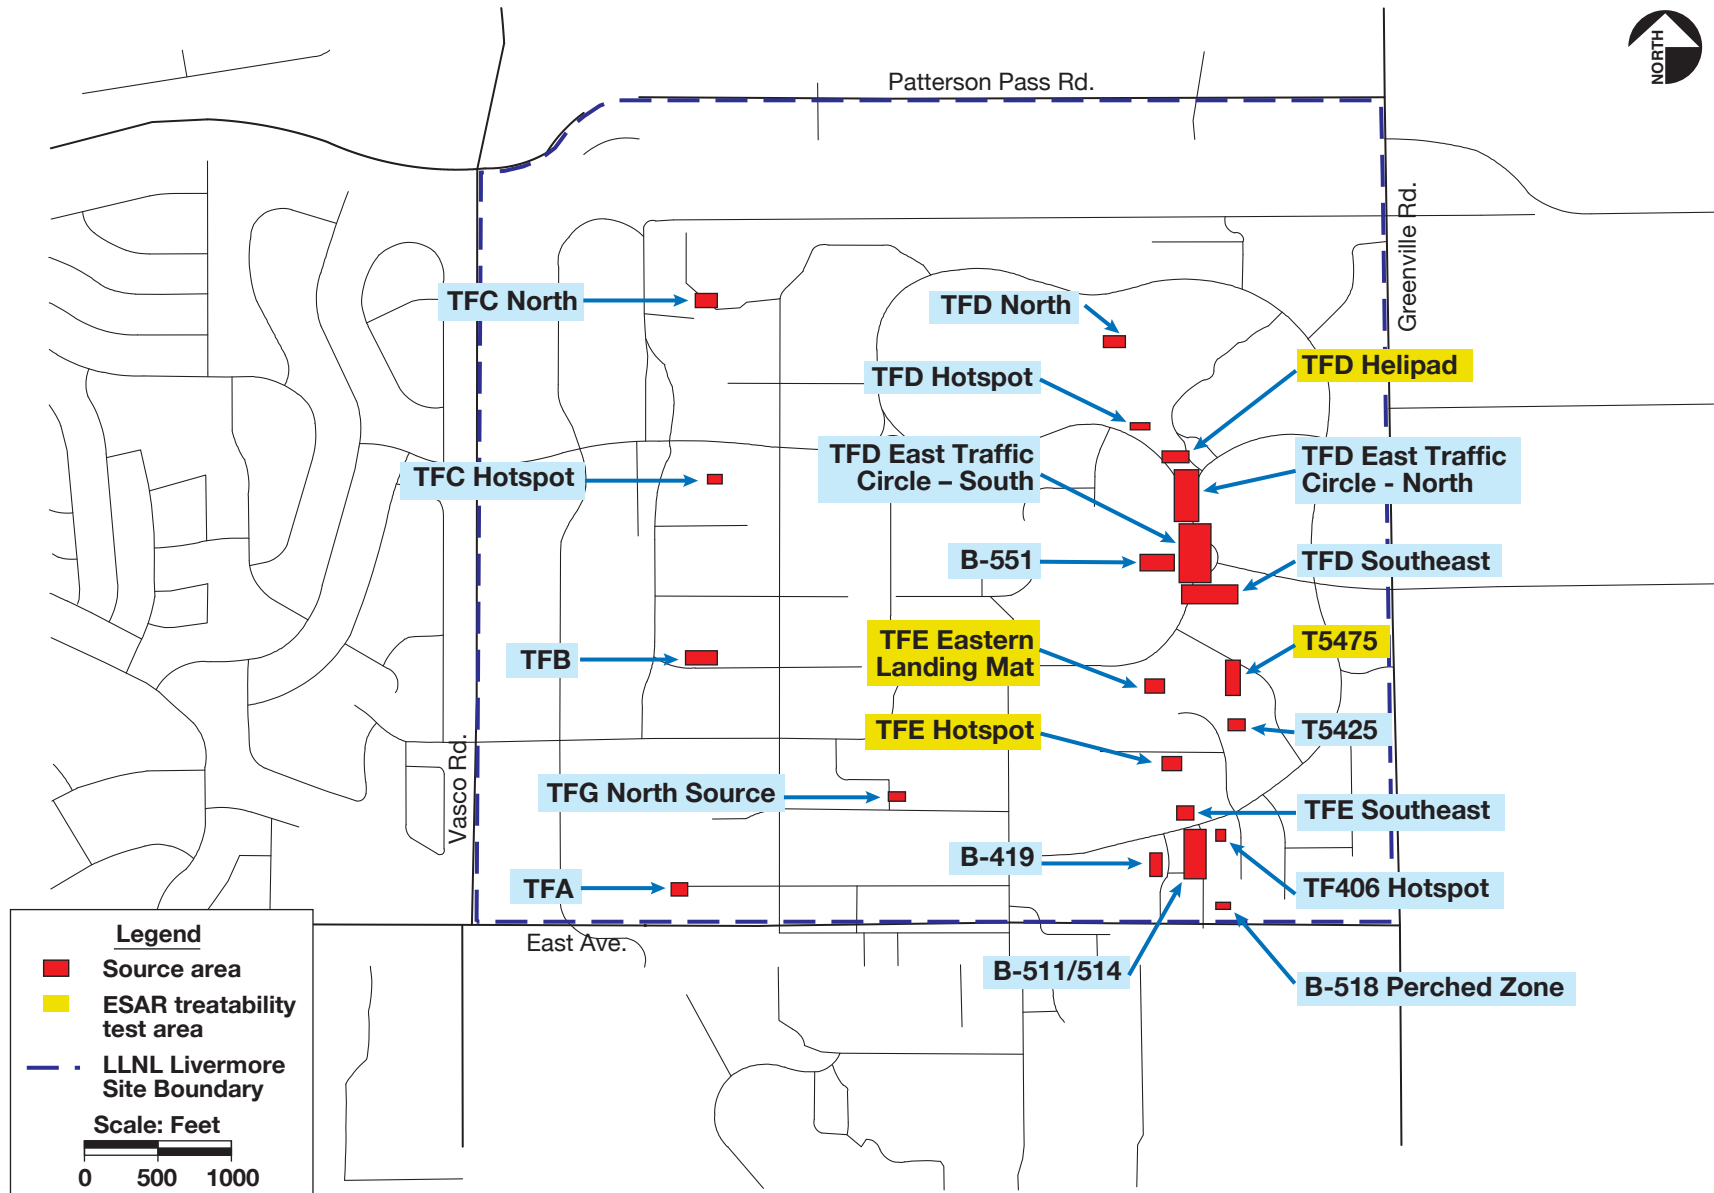 NORTH
Patterson Pass Rd.
Greenville Rd.
TFC North
TFD North
TFD Helipad
TFD Hotspot
TFD East Traffic
Circle – South
TFD East Traffic
Circle - North
TFC Hotspot
B-551
TFD Southeast
TFE Eastern
Landing Mat
T5475
TFB
TFE Hotspot
T5425
Vasco Rd.
TFG North Source
TFE Southeast
B-419
TFA
TF406 Hotspot
East Ave.
B-511/514
B-518 Perched Zone
Legend
Source area
ESAR treatability
test area
LLNL Livermore
Site Boundary
Scale: Feet
0 500 1000